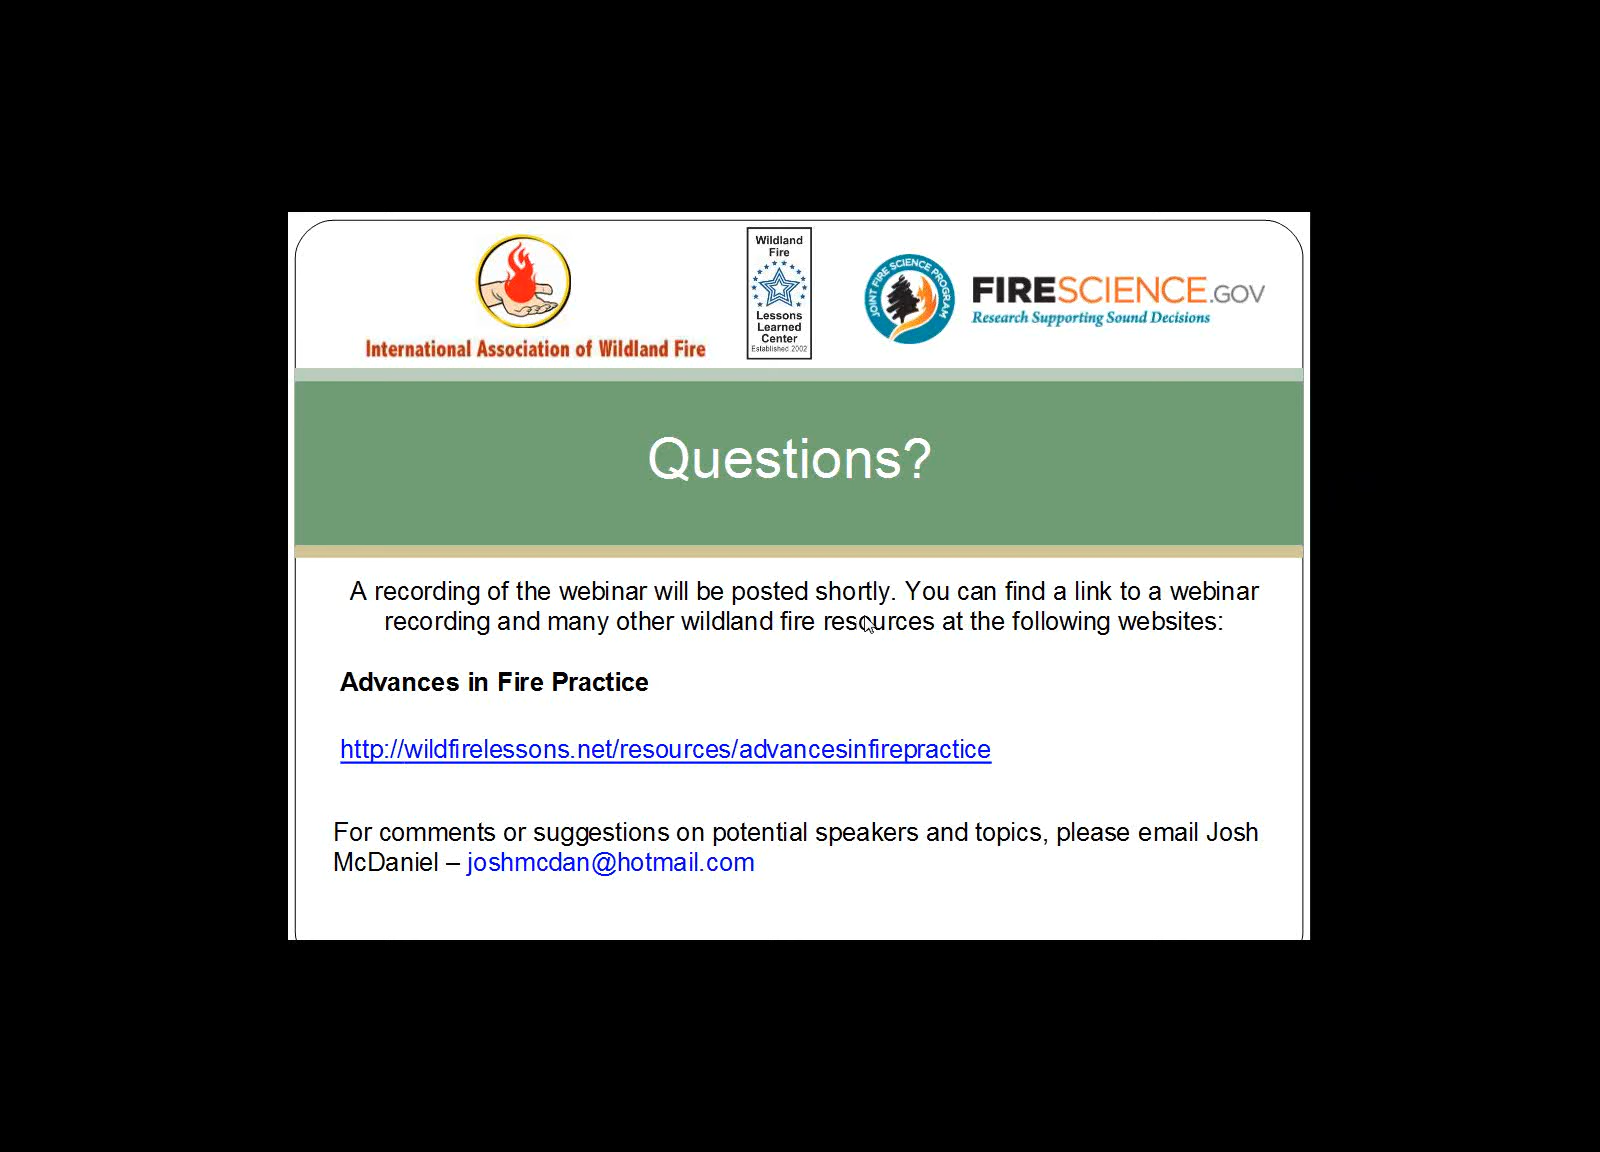 International Association of Wildland Fire
Wildland
Fire
Lessons
Learned
Center
Established 2002
JOINT FIRE SCIENCE PROGRAM
FIRESCIENCE.GOV
Research Supporting Sound Decisions
Questions?
A recording of the webinar will be posted shortly. You can find a link to a webinar
recording and many other wildland fire resources at the following websites:
Advances in Fire Practice
http://wildfirelessons.net/resources/advancesinfirepractice
For comments or suggestions on potential speakers and topics, please email Josh
McDaniel – joshmcdan@hotmail.com